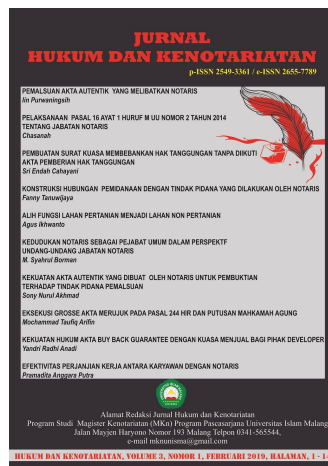 JURNAL
HUKUM DAN KENOTARIATAN
p-ISSN 2549-3361 / e-ISSN 2655-7789
PEMALSUAN AKTA AUTENTIK YANG MELIBATKAN NOTARIS
Iin Purwaningsih
PELAKSANAAN PASAL 16 AYAT 1 HURUF M UU NOMOR 2 TAHUN 2014
TENTANG JABATAN NOTARIS
Chasanah
PEMBUATAN SURAT KUASA MEMBEBANKAN HAK TANGGUNGAN TANPA DIIKUTI
AKTA PEMBERIAN HAK TANGGUNGAN
Sri Endah Cahayani
KONSTRUKSI HUBUNGAN PEMIDANAAN DENGAN TINDAK PIDANA YANG DILAKUKAN OLEH NOTARIS
Fanny Tanuwijaya
ALIH FUNGSI LAHAN PERTANIAN MENJADI LAHAN NON PERTANIAN
Agus Ikhwanto
KEDUDUKAN NOTARIS SEBAGAI PEJABAT UMUM DALAM PERSPEKTF
UNDANG-UNDANG JABATAN NOTARIS
M. Syahrul Borman
KEKUATAN AKTA AUTENTIK YANG DIBUAT OLEH NOTARIS UNTUK PEMBUKTIAN
TERHADAP TINDAK PIDANA PEMALSUAN
Sony Nurul Akhmad
EKSEKUSI GROSSE AKTA MERUJUK PADA PASAL 244 HIR DAN PUTUSAN MAHKAMAH AGUNG
Mochammad Taufiq Arifin
KEKUATAN HUKUM AKTA BUY BACK GUARANTEE DENGAN KUASA MENJUAL BAGI PIHAK DEVELOPER
Yandri Radhi Anadi
EFEKTIVITAS PERJANJIAN KERJA ANTARA KARYAWAN DENGAN NOTARIS
Pramadita Anggara Putra
Alamat Redaksi Jurnal Hukum dan Kenotariatan
Program Studi Magister Kenotariatan (MKn) Program Pascasarjana Universitas Islam Malang
Jalan Mayjen Haryono Nomor 193 Malang Telpon 0341-565544,
e-mail mknunisma@gmail.com
HUKUM DAN KENOTARIATAN, VOLUME 3, NOMOR 1, FEBRUARI 2019, HALAMAN, 1 - 1